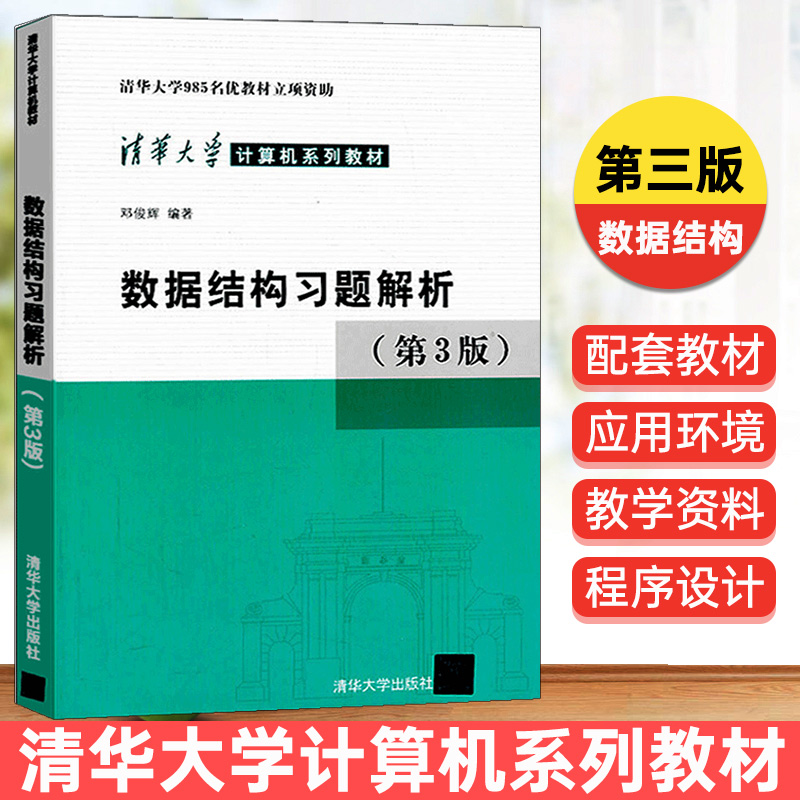 清华大学计算机教材
数据结构习题解析
(第3版)
清华大学出版社
清华大学985名优教材立项资助
清华大学 计算机系列教材
邓俊辉 编著
数据结构习题解析
(第3版)
清华大学出版社
第三版
数据结构
配套教材
应用环境
教学资料
程序设计
清华大学计算机系列教材